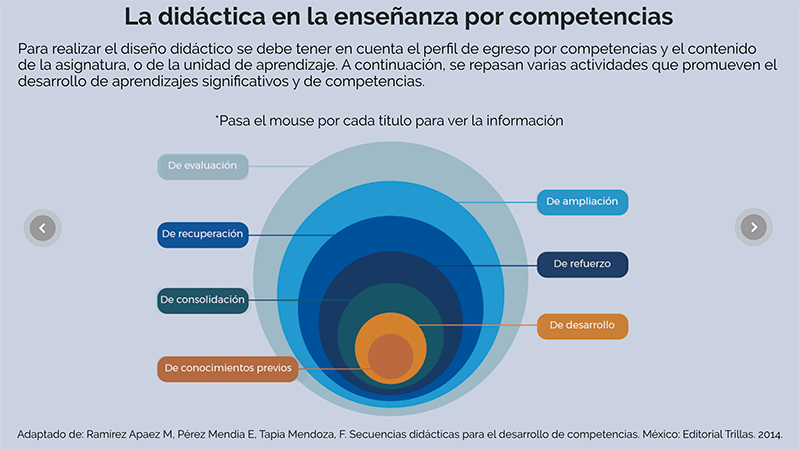 La didáctica en la enseñanza por competencias
Para realizar el diseño didáctico se debe tener en cuenta el perfil de egreso por competencias y el contenido
de la asignatura, o de la unidad de aprendizaje. A continuación, se repasan varias actividades que promueven el
desarrollo de aprendizajes significativos y de competencias.
*Pasa el mouse por cada título para ver la información
De evaluación
De ampliación
De recuperación
De refuerzo
De consolidación
De desarrollo
De conocimientos previos
Adaptado de: Ramírez Apaez M, Pérez Mendia E, Tapia Mendoza, F. Secuencias didácticas para el desarrollo de competencias. México: Editorial Trillas. 2014.